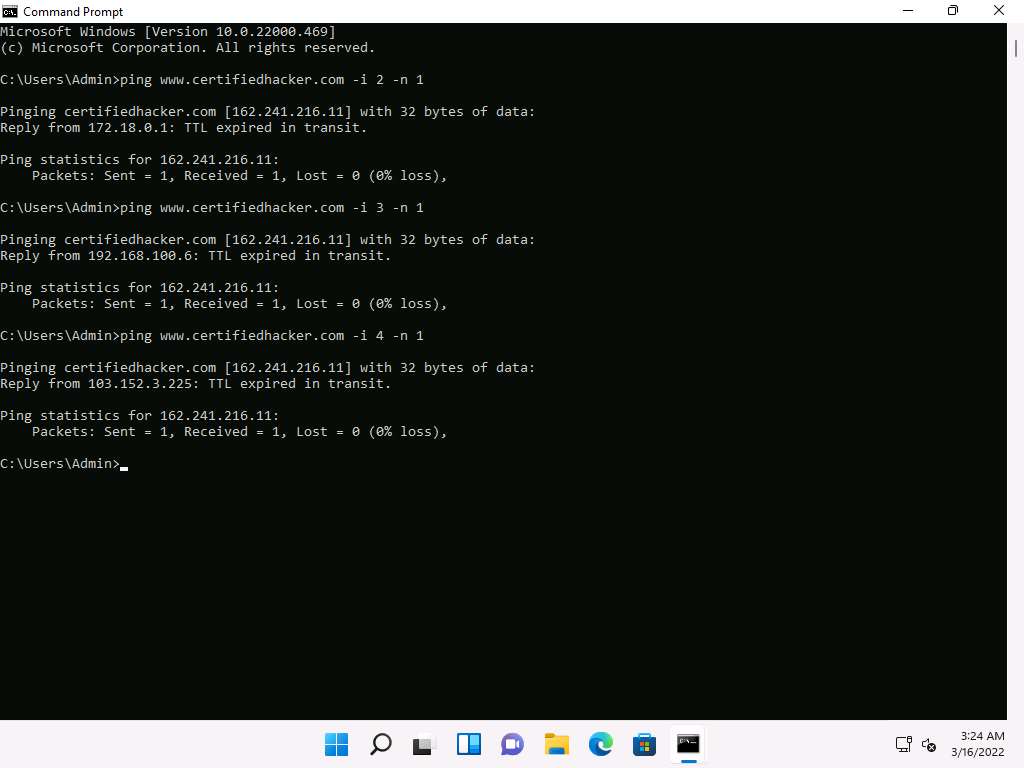 Command Prompt
Microsoft Windows [Version 10.0.22000.469]
(c) Microsoft Corporation. All rights reserved.
C:\Users\Admin>ping www.certifiedhacker.com -i 2 -n 1
Pinging certifiedhacker.com [162.241.216.11] with 32 bytes of data:
Reply from 172.18.0.1: TTL expired in transit.
Ping statistics for 162.241.216.11:
    Packets: Sent = 1, Received = 1, Lost = 0 (0% loss),
C:\Users\Admin>ping www.certifiedhacker.com -i 3 -n 1
Pinging certifiedhacker.com [162.241.216.11] with 32 bytes of data:
Reply from 192.168.100.6: TTL expired in transit.
Ping statistics for 162.241.216.11:
    Packets: Sent = 1, Received = 1, Lost = 0 (0% loss),
C:\Users\Admin>ping www.certifiedhacker.com -i 4 -n 1
Pinging certifiedhacker.com [162.241.216.11] with 32 bytes of data:
Reply from 103.152.3.225: TTL expired in transit.
Ping statistics for 162.241.216.11:
    Packets: Sent = 1, Received = 1, Lost = 0 (0% loss),
C:\Users\Admin>
3:24 AM
3/16/2022